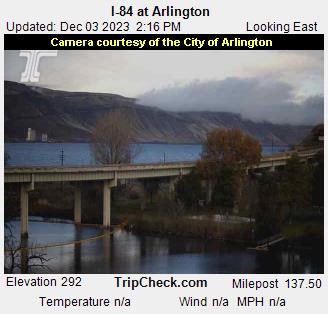 I-84 at Arlington
Updated: Dec 03 2023 2:16 PM Looking East
Camera courtesy of the City of Arlington
Elevation 292 TripCheck.com Milepost 137.50
Temperature n/a Wind n/a MPH n/a